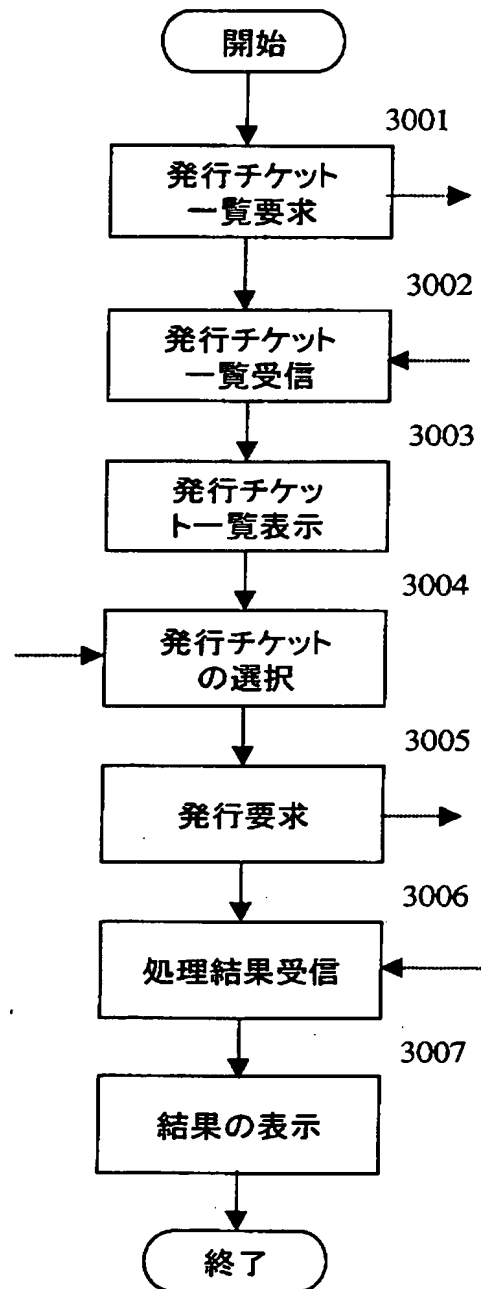 開始
3001
発行チケット
一覧要求
3002
発行チケット
一覧受信
3003
発行チケッ
ト一覧表示
3004
発行チケット
の選択
3005
発行要求
3006
処理結果受信
3007
結果の表示
終了